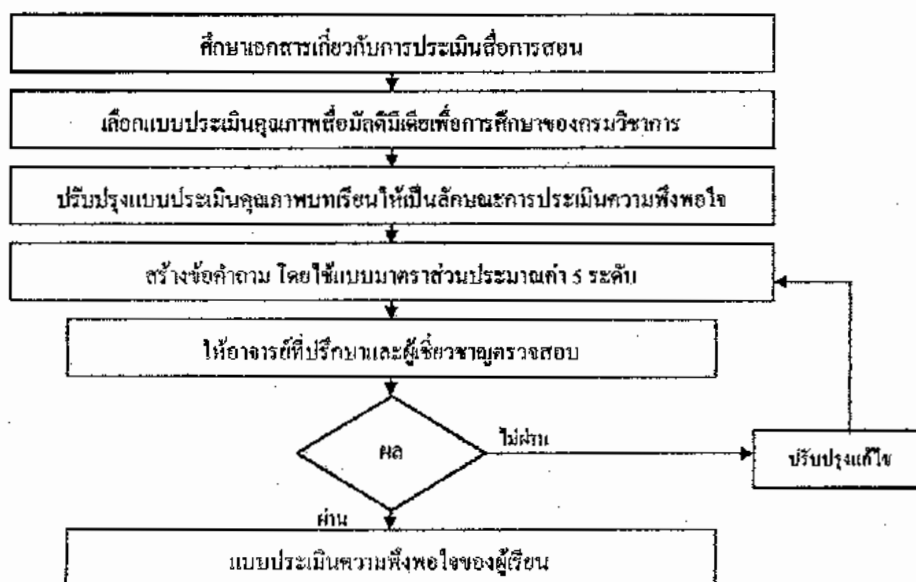 ศึกษาเอกสารเกี่ยวกับการประเมินสื่อการสอน
เลือกแบบประเมินคุณภาพสื่อมัลติมีเดียเพื่อการศึกษาของกรมวิชาการ
ปรับปรุงแบบประเมินคุณภาพบทเรียนให้เป็นลักษณะการประเมินความพึงพอใจ
สร้างข้อคำถาม โดยใช้แบบมาตราส่วนประมาณค่า 5 ระดับ
ให้อาจารย์ที่ปรึกษาและผู้เชี่ยวชาญตรวจสอบ
ผล
ไม่ผ่าน
ปรับปรุงแก้ไข
ผ่าน
แบบประเมินความพึงพอใจของผู้เรียน